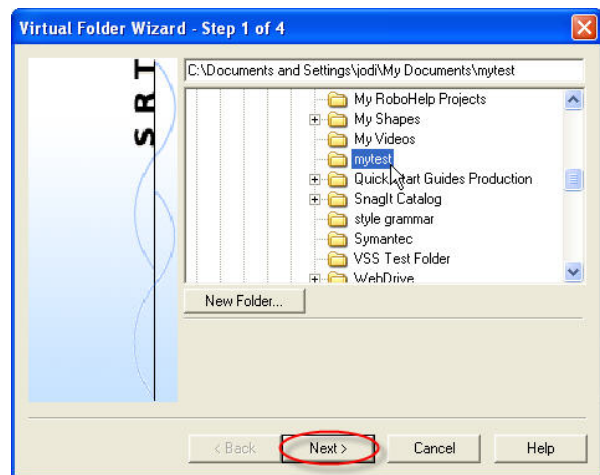 Virtual Folder Wizard - Step 1 of 4
SRT
C:\Documents and Settings\jodi\My Documents\mytest
My RoboHelp Projects
My Shapes
My Videos
mytest
Quick Start Guides Production
SnagIt Catalog
style grammar
Symantec
VSS Test Folder
WebDrive
New Folder...
< Back
Next >
Cancel
Help